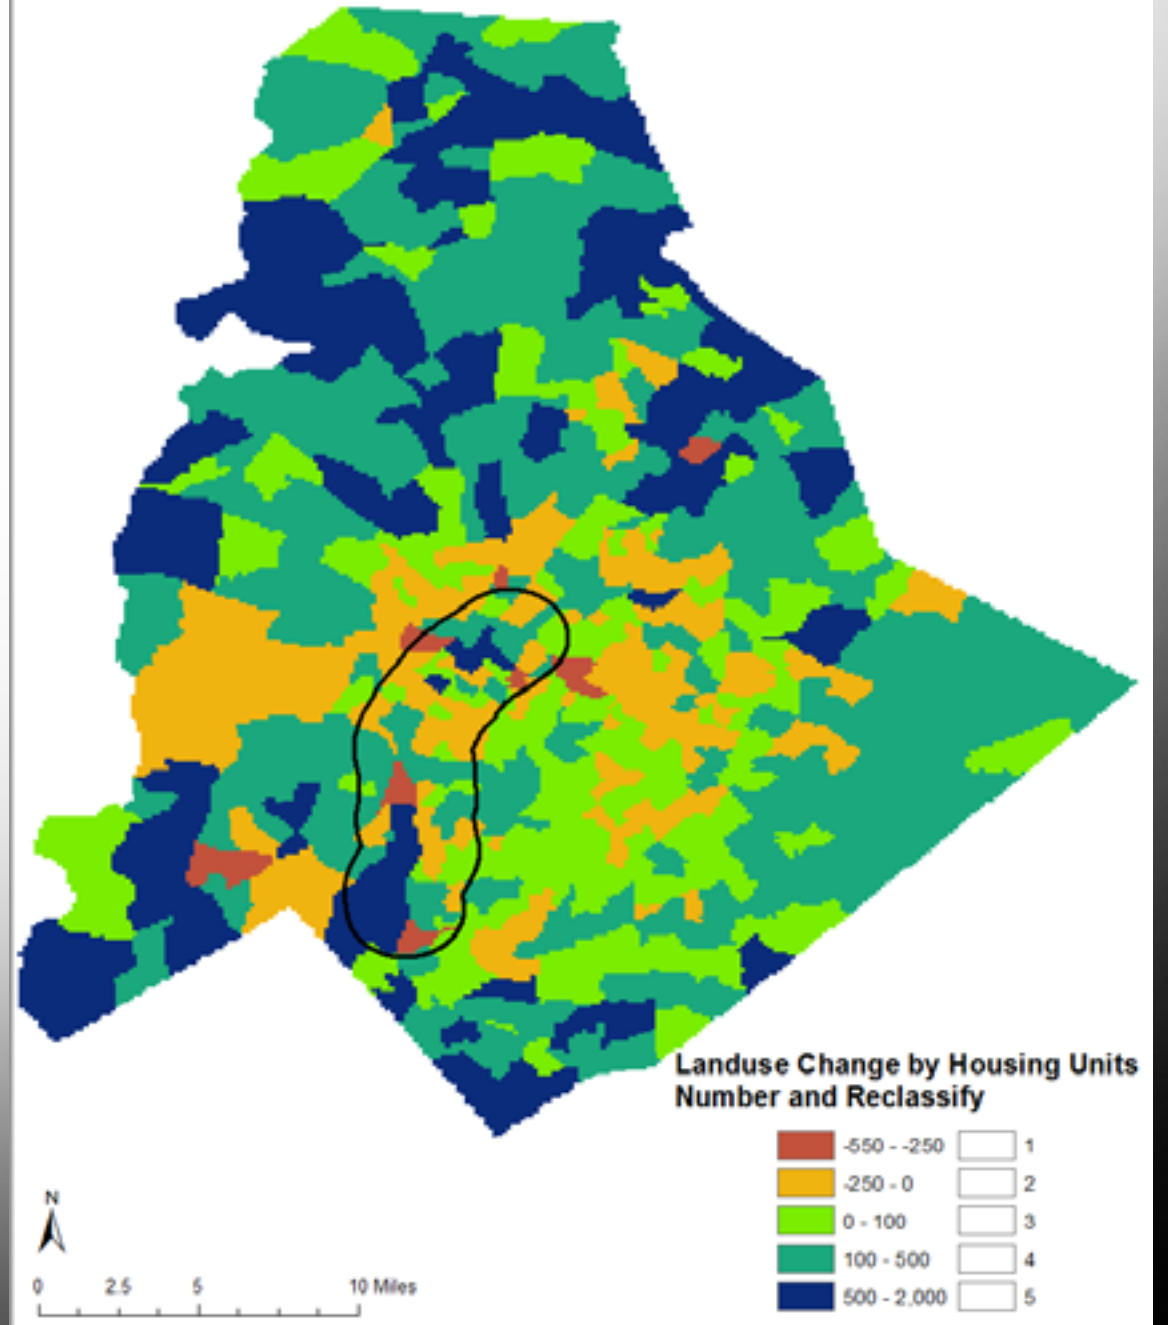 Landuse Change by Housing Units
Number and Reclassify
-550 - -250 1
-250 - 0 2
0 - 100 3
100 - 500 4
500 - 2,000 5
N
0 2.5 5 10 Miles